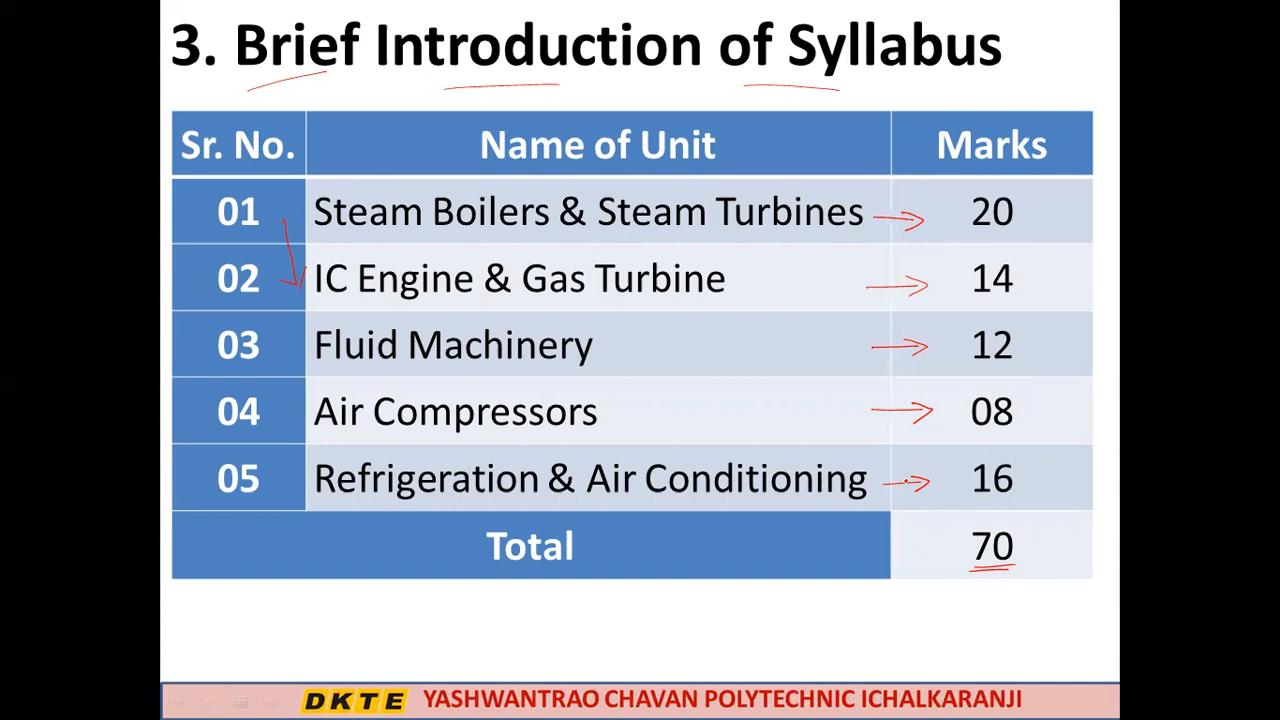 3. Brief Introduction of Syllabus
Sr. No. Name of Unit Marks
01 Steam Boilers & Steam Turbines 20
02 IC Engine & Gas Turbine 14
03 Fluid Machinery 12
04 Air Compressors 08
05 Refrigeration & Air Conditioning 16
Total 70
DKTE YASHWANTRAO CHAVAN POLYTECHNIC ICHALKARANJI